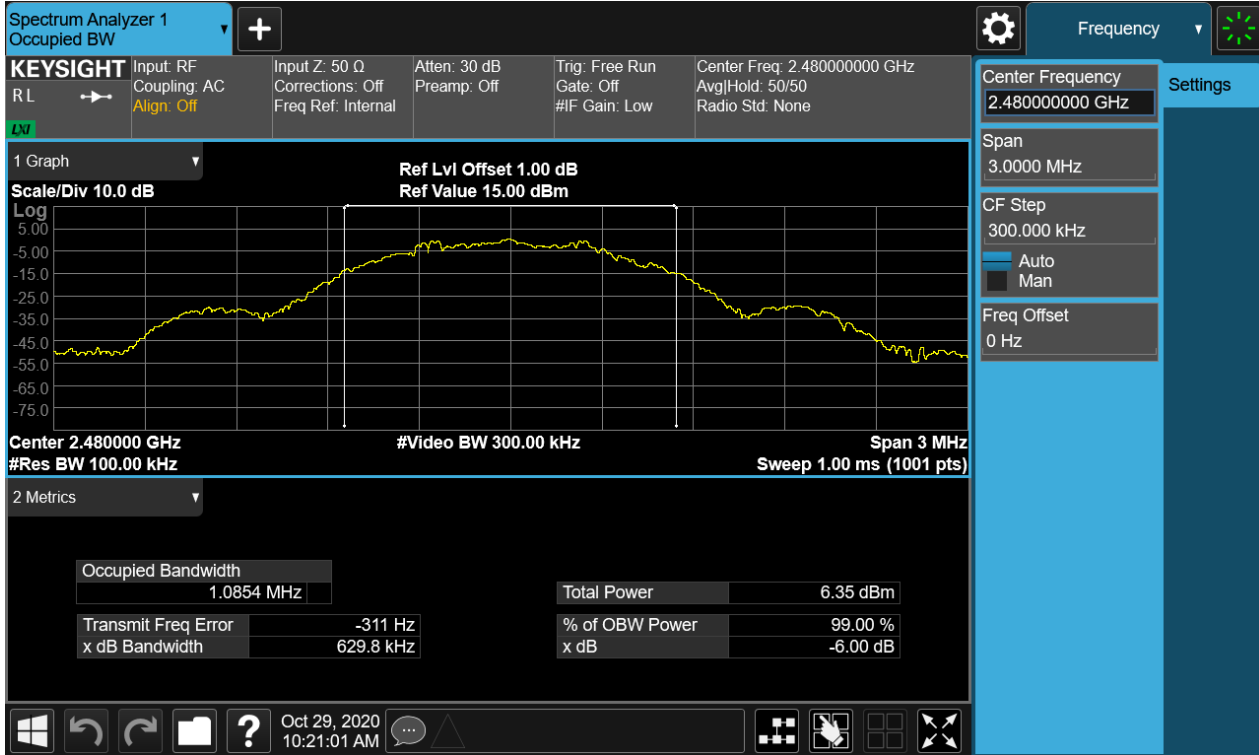 Spectrum Analyzer 1
Occupied BW
Frequency
KEYSIGHT
R L
LXI
Input: RF
Coupling: AC
Align: Off
Input Z: 50 Ω
Corrections: Off
Freq Ref: Internal
Atten: 30 dB
Preamp: Off
Trig: Free Run
Gate: Off
#IF Gain: Low
Center Freq: 2.480000000 GHz
Avg|Hold: 50/50
Radio Std: None
1 Graph
Scale/Div 10.0 dB
Ref Lvl Offset 1.00 dB
Ref Value 15.00 dBm
Log
5.00
-5.00
-15.0
-25.0
-35.0
-45.0
-55.0
-65.0
-75.0
Center 2.480000 GHz
#Video BW 300.00 kHz
Span 3 MHz
#Res BW 100.00 kHz
Sweep 1.00 ms (1001 pts)
2 Metrics
Occupied Bandwidth
1.0854 MHz
Total Power 6.35 dBm
Transmit Freq Error -311 Hz
% of OBW Power 99.00 %
x dB Bandwidth 629.8 kHz
x dB -6.00 dB
Center Frequency
2.480000000 GHz
Span
3.0000 MHz
CF Step
300.000 kHz
Auto
Man
Freq Offset
0 Hz
Settings
?
Oct 29, 2020
10:21:01 AM